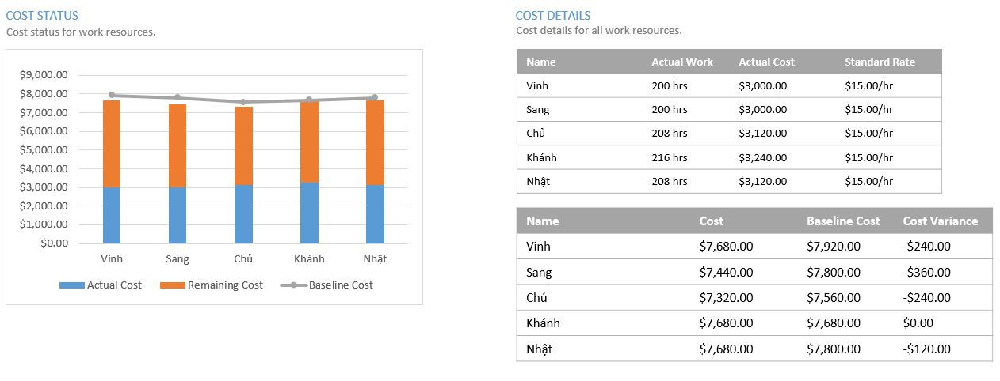 COST STATUS
Cost status for work resources.
$9,000.00
$8,000.00
$7,000.00
$6,000.00
$5,000.00
$4,000.00
$3,000.00
$2,000.00
$1,000.00
$0.00
Vinh Sang Chủ Khánh Nhật
Actual Cost Remaining Cost Baseline Cost
COST DETAILS
Cost details for all work resources.
Name Actual Work Actual Cost Standard Rate
Vinh 200 hrs $3,000.00 $15.00/hr
Sang 200 hrs $3,000.00 $15.00/hr
Chủ 208 hrs $3,120.00 $15.00/hr
Khánh 216 hrs $3,240.00 $15.00/hr
Nhật 208 hrs $3,120.00 $15.00/hr
Name Cost Baseline Cost Cost Variance
Vinh $7,680.00 $7,920.00 -$240.00
Sang $7,440.00 $7,800.00 -$360.00
Chủ $7,320.00 $7,560.00 -$240.00
Khánh $7,680.00 $7,680.00 $0.00
Nhật $7,680.00 $7,800.00 -$120.00